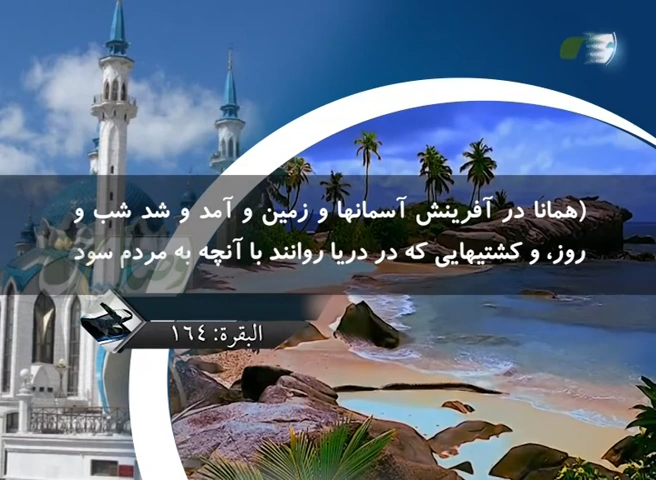 (همانا در آفرینش آسمانها و زمین و آمد و شد شب و
روز، و کشتیهایی که در دریا روانند با آنچه به مردم سود
البقرة: ١٦٤